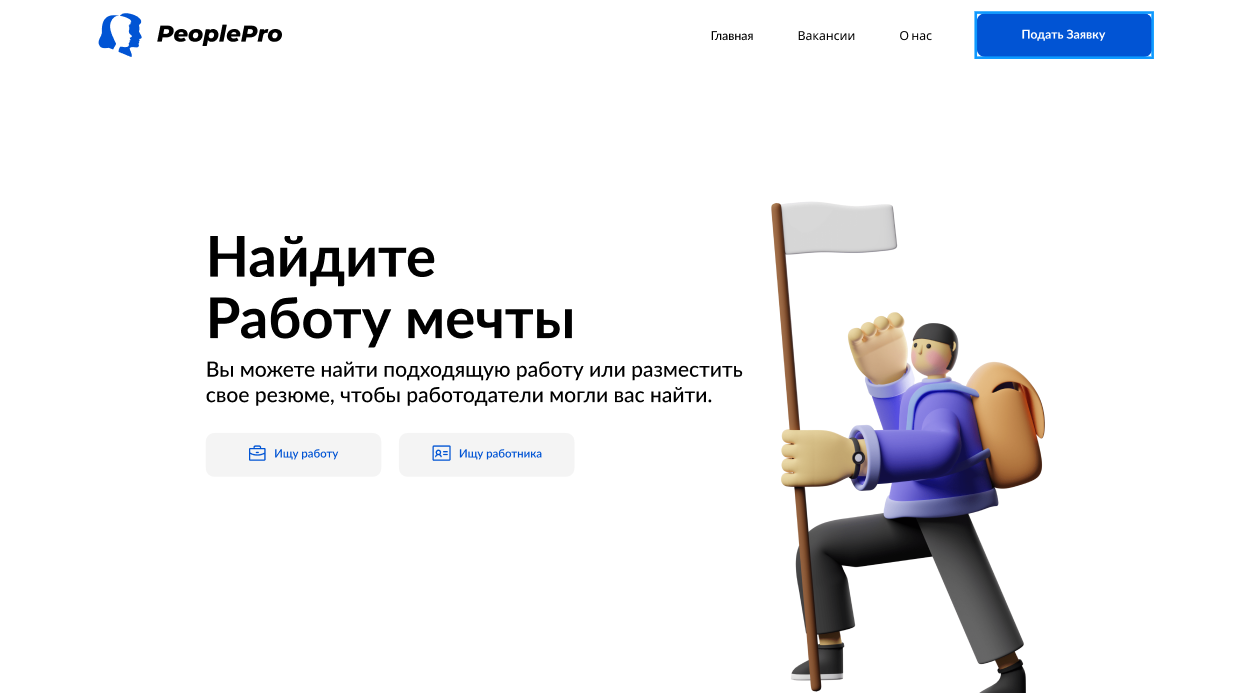 PeoplePro
Главная
Вакансии
О нас
Подать Заявку
Найдите
Работу мечты
Вы можете найти подходящую работу или разместить
свое резюме, чтобы работодатели могли вас найти.
Ищу работу
Ищу работника